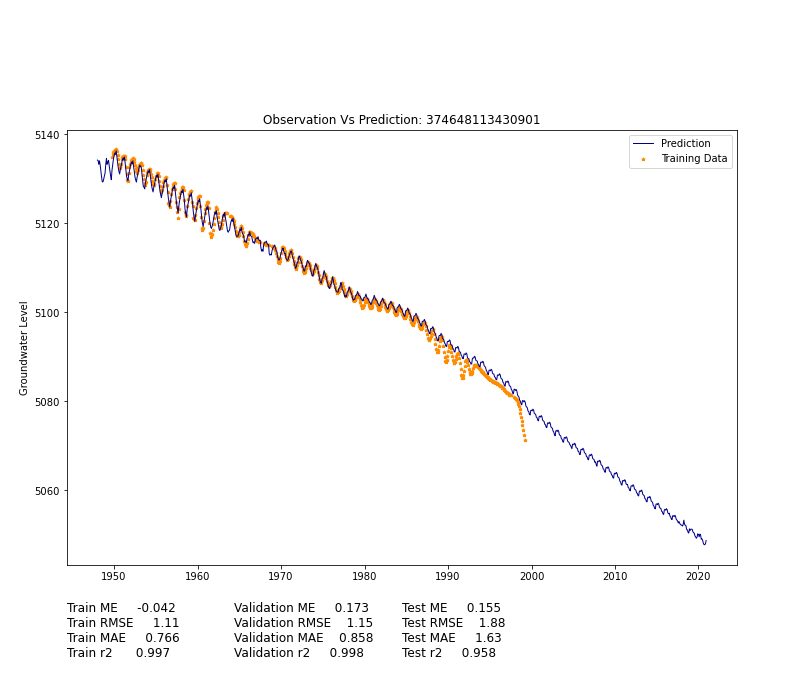 Observation Vs Prediction: 374648113430901
Prediction
Training Data
5140
5120
5100
5080
5060
Groundwater Level
1950 1960 1970 1980 1990 2000 2010 2020
Train ME -0.042 Validation ME 0.173 Test ME 0.155
Train RMSE 1.11 Validation RMSE 1.15 Test RMSE 1.88
Train MAE 0.766 Validation MAE 0.858 Test MAE 1.63
Train r2 0.997 Validation r2 0.998 Test r2 0.958